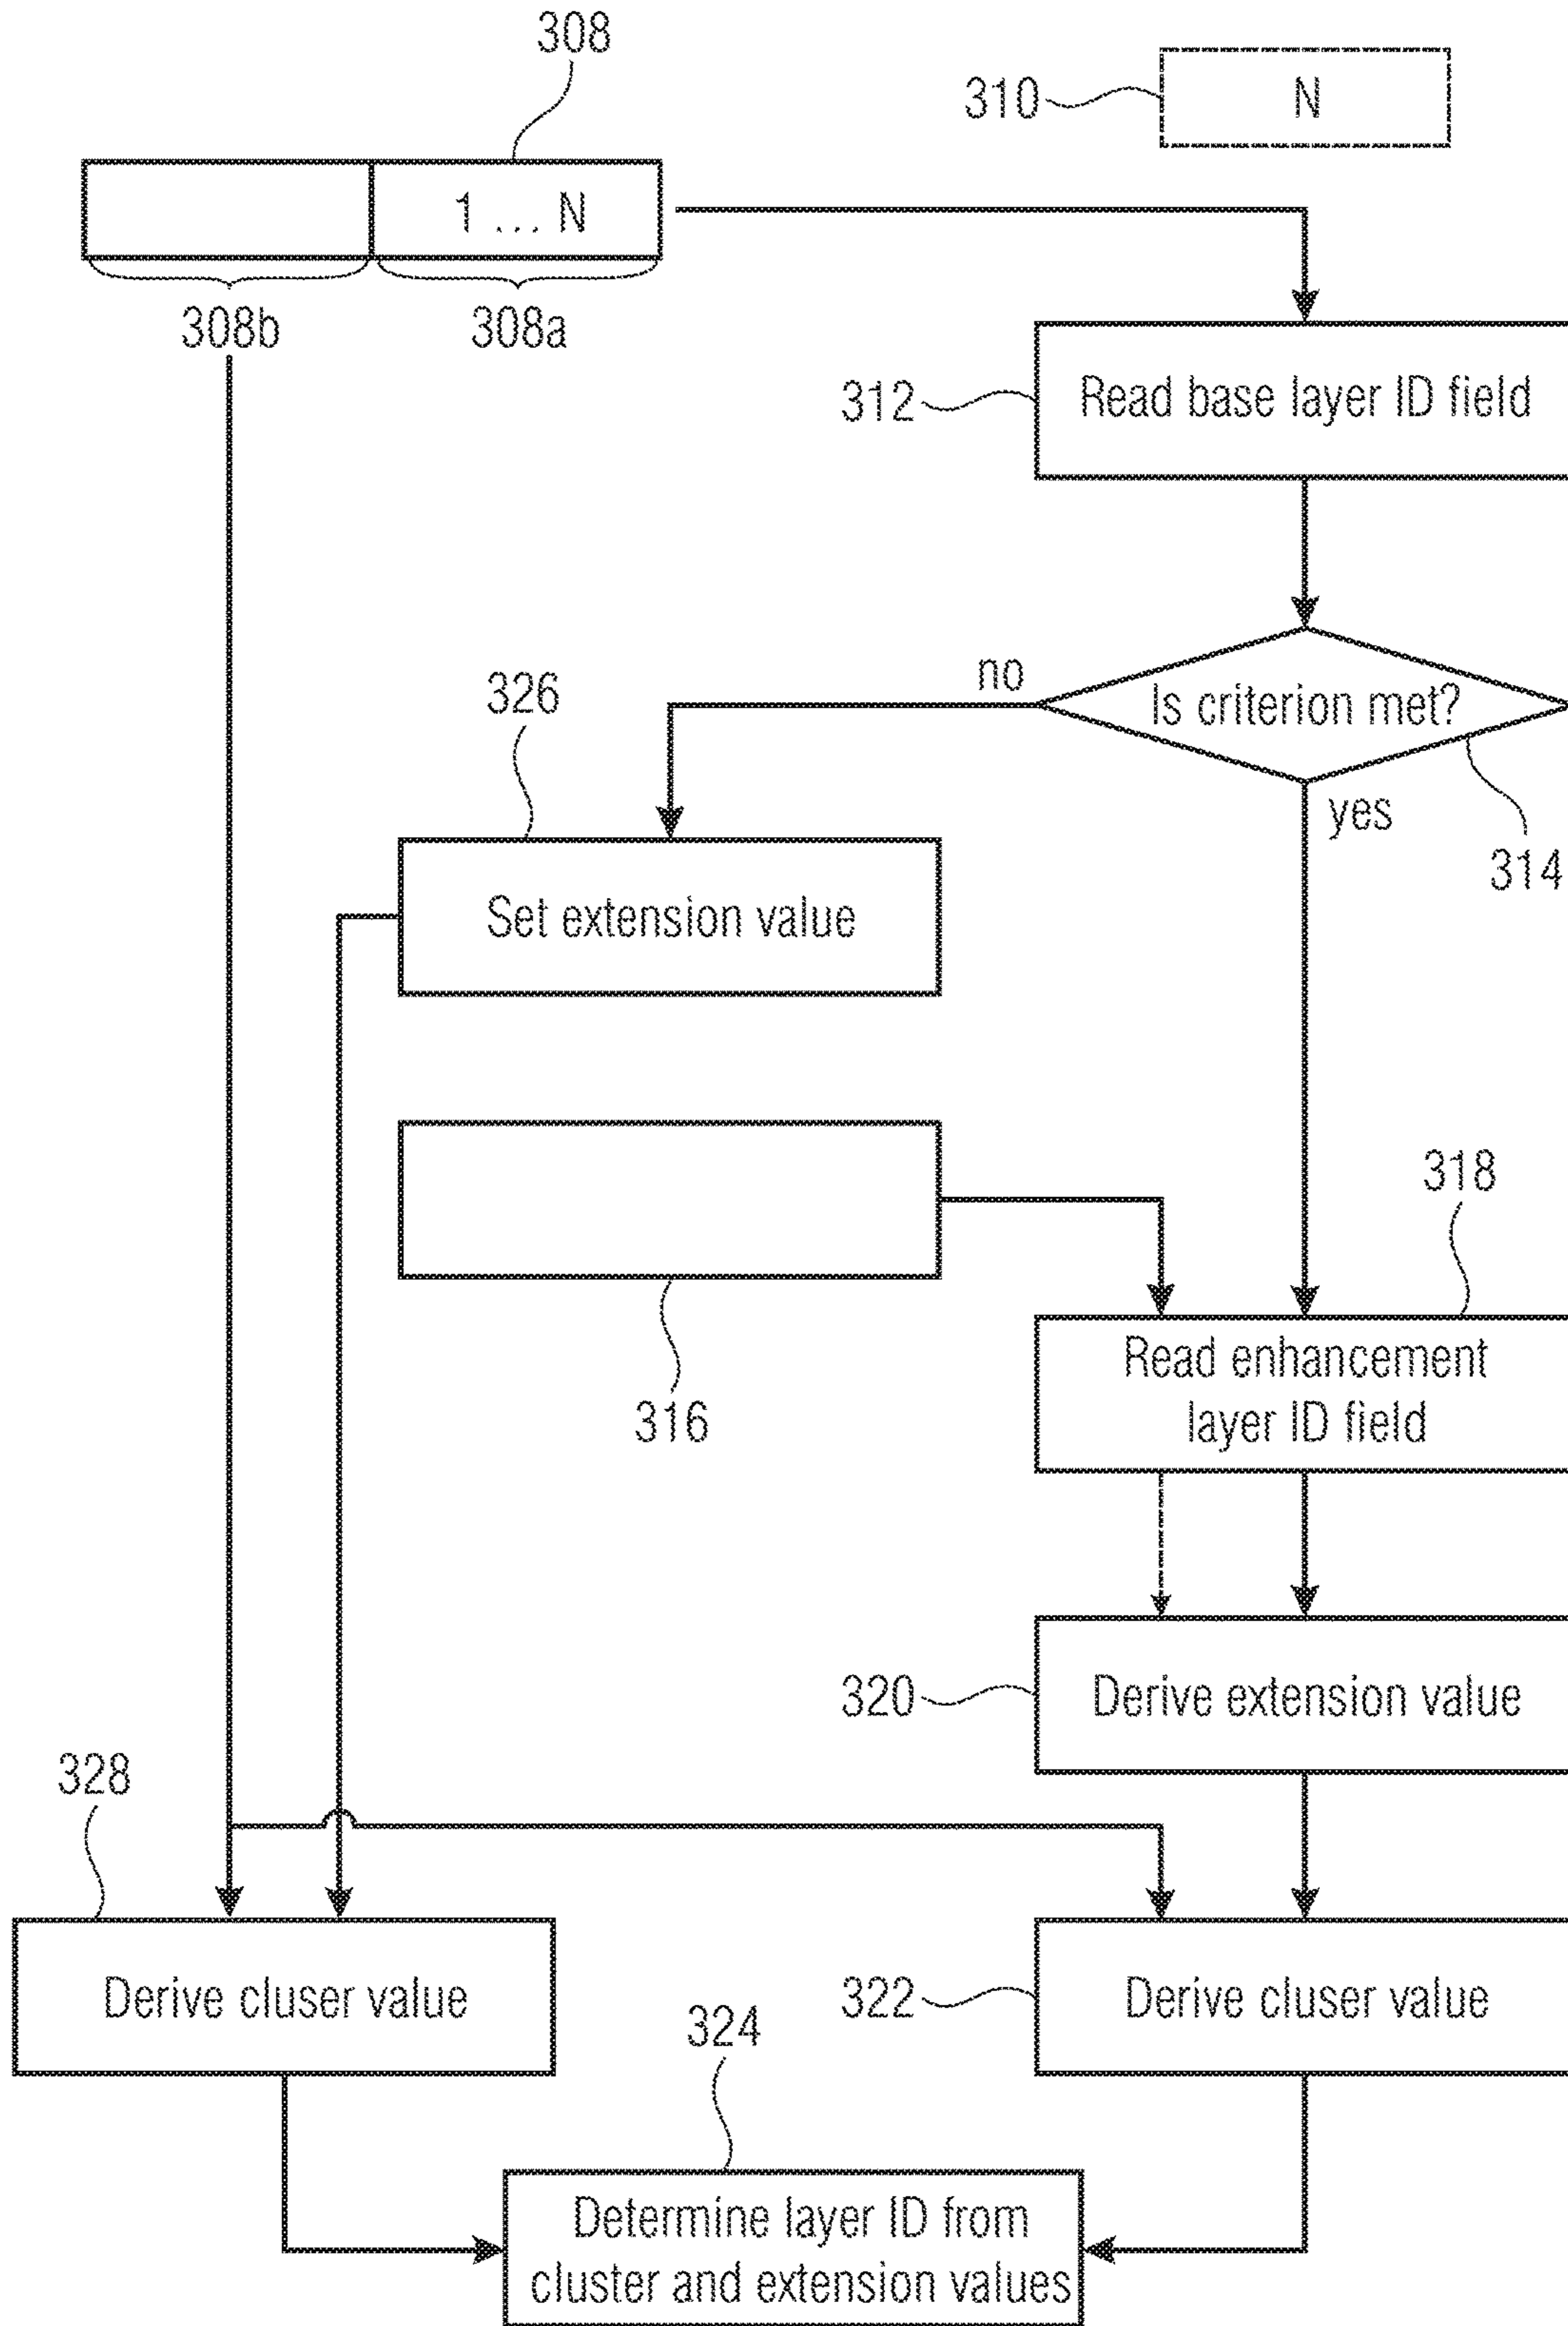 308
310
N
1 ... N
308b
308a
312
Read base layer ID field
no
Is criterion met?
326
yes
314
Set extension value
318
316
Read enhancement
layer ID field
320
Derive extension value
328
Derive cluser value
322
Derive cluser value
324
Determine layer ID from
cluster and extension values